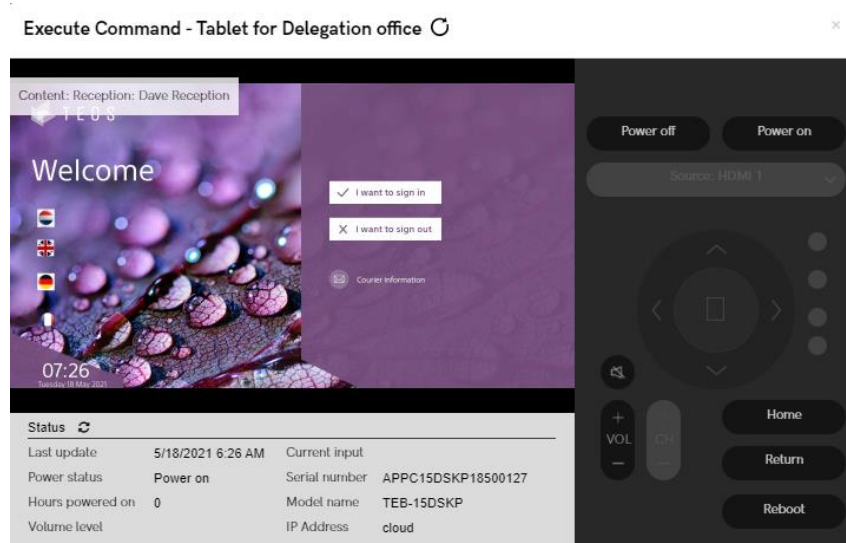 Execute Command - Tablet for Delegation office
Content: Reception: Dave Reception
TEOS
Welcome
I want to sign in
I want to sign out
Courier Information
07:26
Tuesday 18 May 2021
Power off
Power on
Source: HDMI 1
+
VOL
−
CH
−
Home
Return
Reboot
Status
Last update 5/18/2021 6:26 AM Current input
Power status Power on Serial number APPC15DSKP18500127
Hours powered on 0 Model name TEB-15DSKP
Volume level IP Address cloud